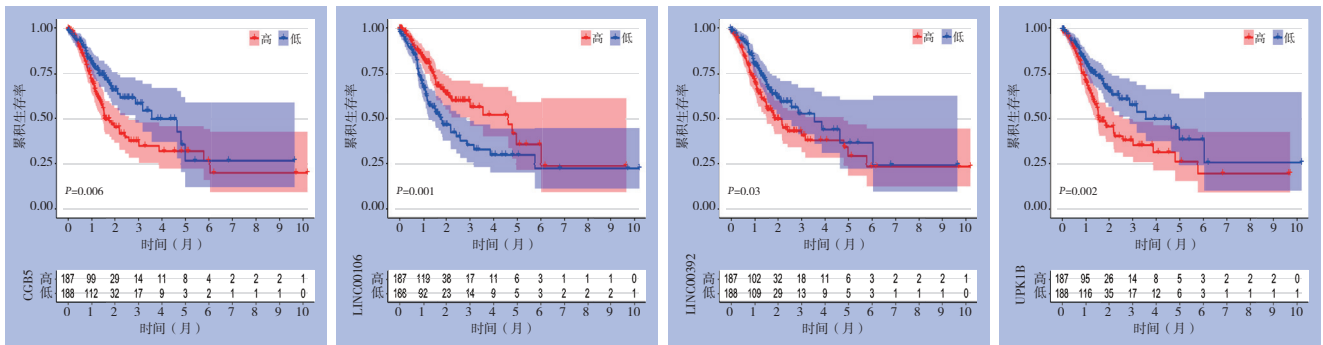 1.00
0.75
0.50
0.25
0.00
累积生存率
高 低
P=0.006
0 1 2 3 4 5 6 7 8 9 10
时间（月）
CGB5
高 187 99 29 14 11 8 4 2 2 2 1
低 188 112 32 17 9 3 2 1 1 1 0
0 1 2 3 4 5 6 7 8 9 10
时间（月）
1.00
0.75
0.50
0.25
0.00
累积生存率
高 低
P=0.001
0 1 2 3 4 5 6 7 8 9 10
时间（月）
LINC00106
高 187 119 38 17 11 6 3 1 1 1 0
低 188 92 23 14 9 5 3 2 2 2 1
0 1 2 3 4 5 6 7 8 9 10
时间（月）
1.00
0.75
0.50
0.25
0.00
累积生存率
高 低
P=0.03
0 1 2 3 4 5 6 7 8 9 10
时间（月）
LINC00392
高 187 102 32 18 11 6 3 2 2 2 1
低 188 109 29 13 9 5 3 1 1 1 0
0 1 2 3 4 5 6 7 8 9 10
时间（月）
1.00
0.75
0.50
0.25
0.00
累积生存率
高 低
P=0.002
0 1 2 3 4 5 6 7 8 9 10
时间（月）
UPK1B
高 187 95 26 14 8 5 3 2 2 2 0
低 188 116 35 17 12 6 3 1 1 1 1
0 1 2 3 4 5 6 7 8 9 10
时间（月）